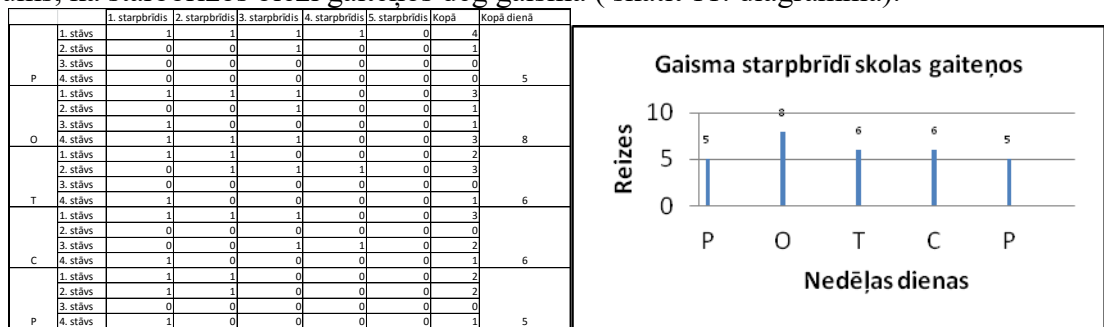 1. starpbrīdis 2. starpbrīdis 3. starpbrīdis 4. starpbrīdis 5. starpbrīdis Kopā Kopā dienā
1. stāvs 1 1 1 1 0 4
2. stāvs 0 0 1 0 0 1
3. stāvs 0 0 0 0 0 0
P 4. stāvs 0 0 0 0 0 0 5
1. stāvs 1 1 1 0 0 3
2. stāvs 0 0 1 0 0 1
3. stāvs 1 0 0 0 0 1
O 4. stāvs 1 1 1 0 0 3 8
1. stāvs 1 1 0 0 0 2
2. stāvs 0 1 1 1 0 3
3. stāvs 0 0 0 0 0 0
T 4. stāvs 1 0 0 0 0 1 6
1. stāvs 1 1 1 0 0 3
2. stāvs 0 0 0 0 0 0
3. stāvs 0 0 1 1 0 2
C 4. stāvs 1 0 0 0 0 1 6
1. stāvs 1 1 0 0 0 2
2. stāvs 1 1 0 0 0 2
3. stāvs 0 0 0 0 0 0
P 4. stāvs 1 0 0 0 0 1 5
Gaisma starpbrīdī skolas gaiteņos
Reizes
10
5
0
5 8 6 6 5
P O T C P
Nedēļas dienas